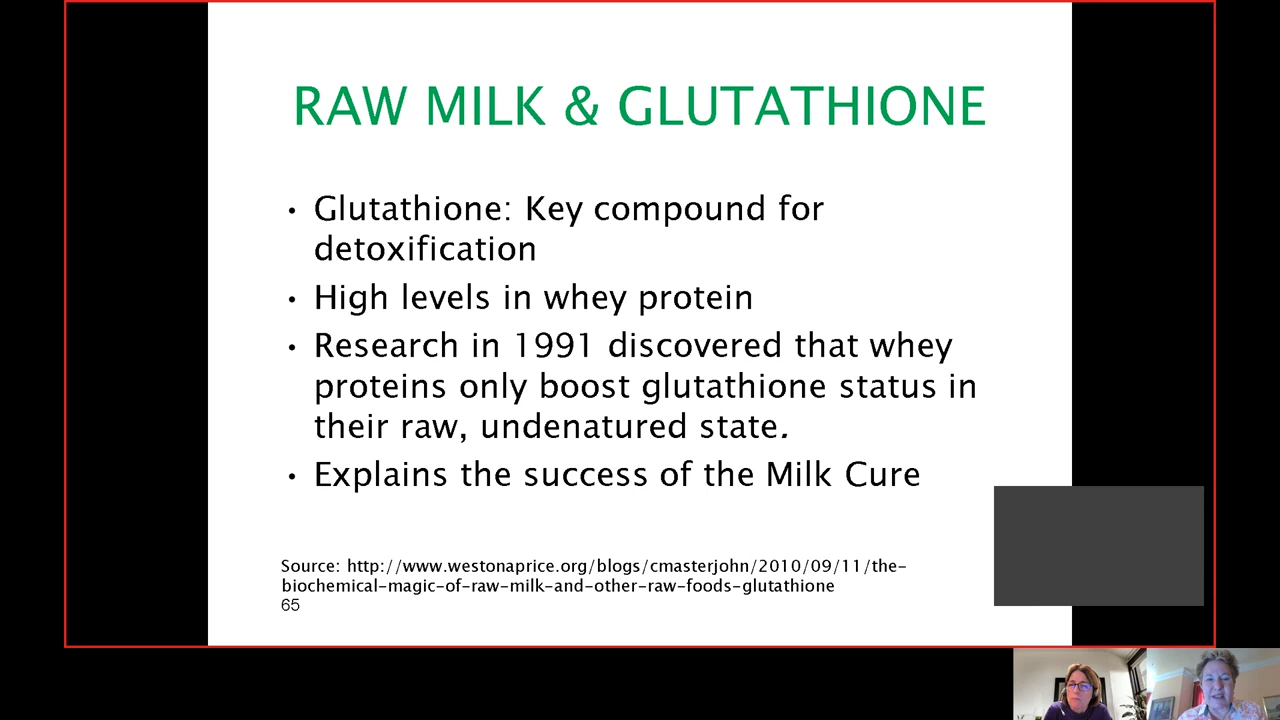 RAW MILK & GLUTATHIONE
• Glutathione: Key compound for
detoxification
• High levels in whey protein
• Research in 1991 discovered that whey
proteins only boost glutathione status in
their raw, undenatured state.
• Explains the success of the Milk Cure
Source: http://www.westonaprice.org/blogs/cmasterjohn/2010/09/11/the-
biochemical-magic-of-raw-milk-and-other-raw-foods-glutathione
65